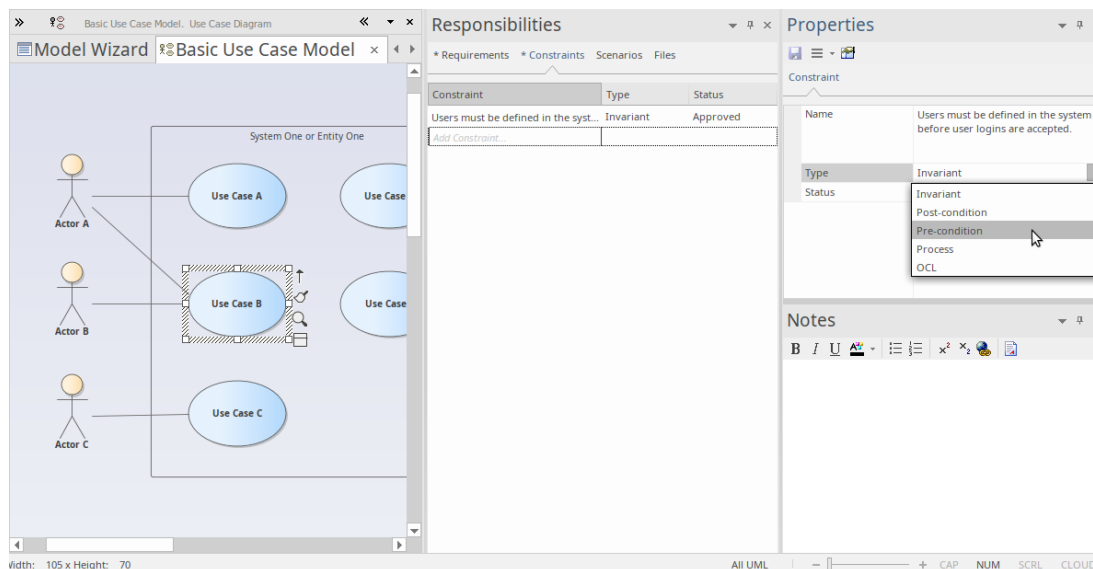 Basic Use Case Model. Use Case Diagram
Model Wizard
Basic Use Case Model
System One or Entity One
Use Case A
Use Case
Actor A
Use Case B
Use Case
Actor B
Use Case C
Actor C
Responsibilities
* Requirements * Constraints Scenarios Files
Constraint Type Status
Users must be defined in the syst... Invariant Approved
Add Constraint...
Properties
Constraint
Name Users must be defined in the system
before user logins are accepted.
Type Invariant
Status
Invariant
Post-condition
Pre-condition
Process
OCL
Notes
B I U A x² x₂
Width: 105 x Height: 70
All UML CAP NUM SCRL CLOUD